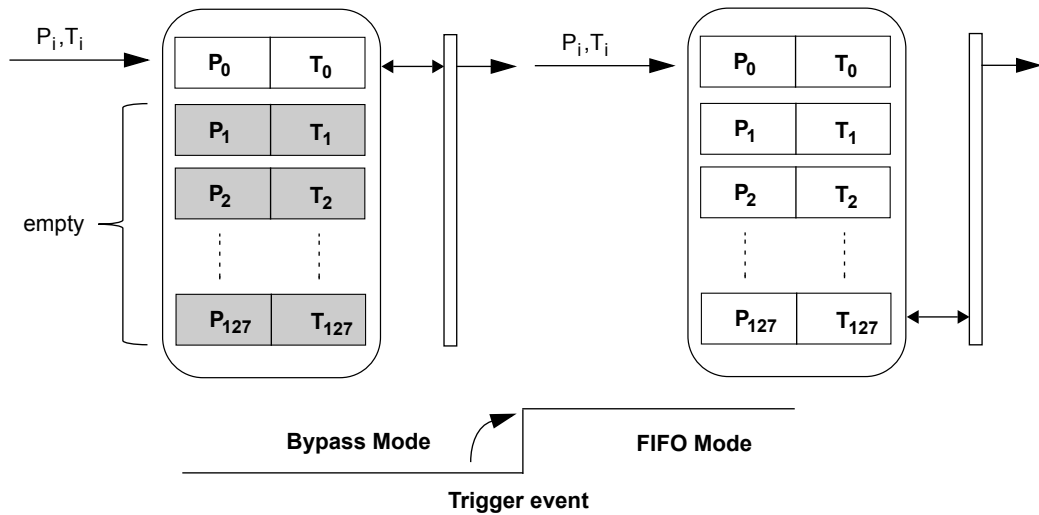 Pi,Ti
P0 T0
P1 T1
P2 T2
P127 T127
empty
Pi,Ti
P0 T0
P1 T1
P2 T2
P127 T127
Bypass Mode
FIFO Mode
Trigger event